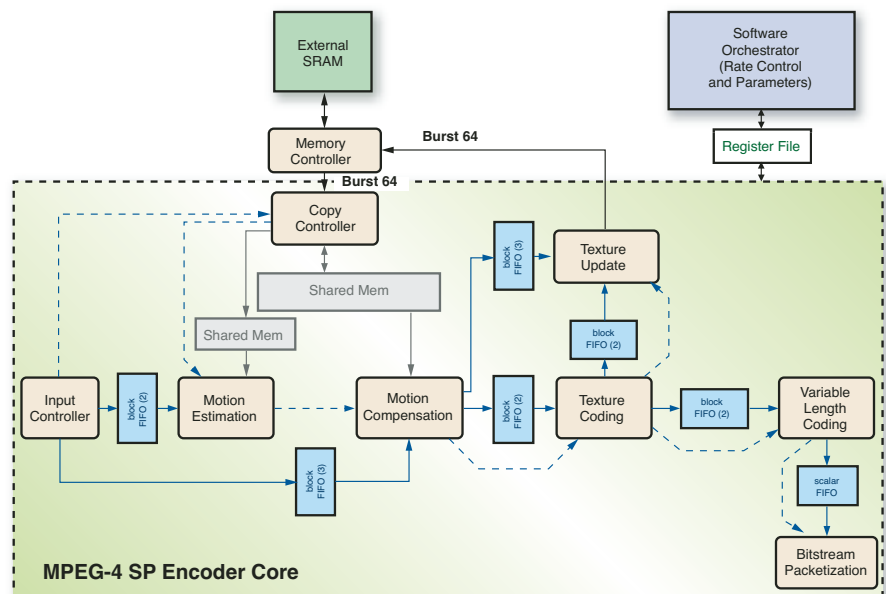 External
SRAM
Software
Orchestrator
(Rate Control
and Parameters)
Burst 64
Memory
Controller
Register File
Burst 64
Copy
Controller
block
FIFO (3)
Texture
Update
Shared Mem
Shared Mem
block
FIFO (2)
Input
Controller
block
FIFO (2)
Motion
Estimation
Motion
Compensation
block
FIFO (2)
Texture
Coding
block
FIFO (2)
Variable
Length
Coding
block
FIFO (3)
scalar
FIFO
Bitstream
Packetization
MPEG-4 SP Encoder Core